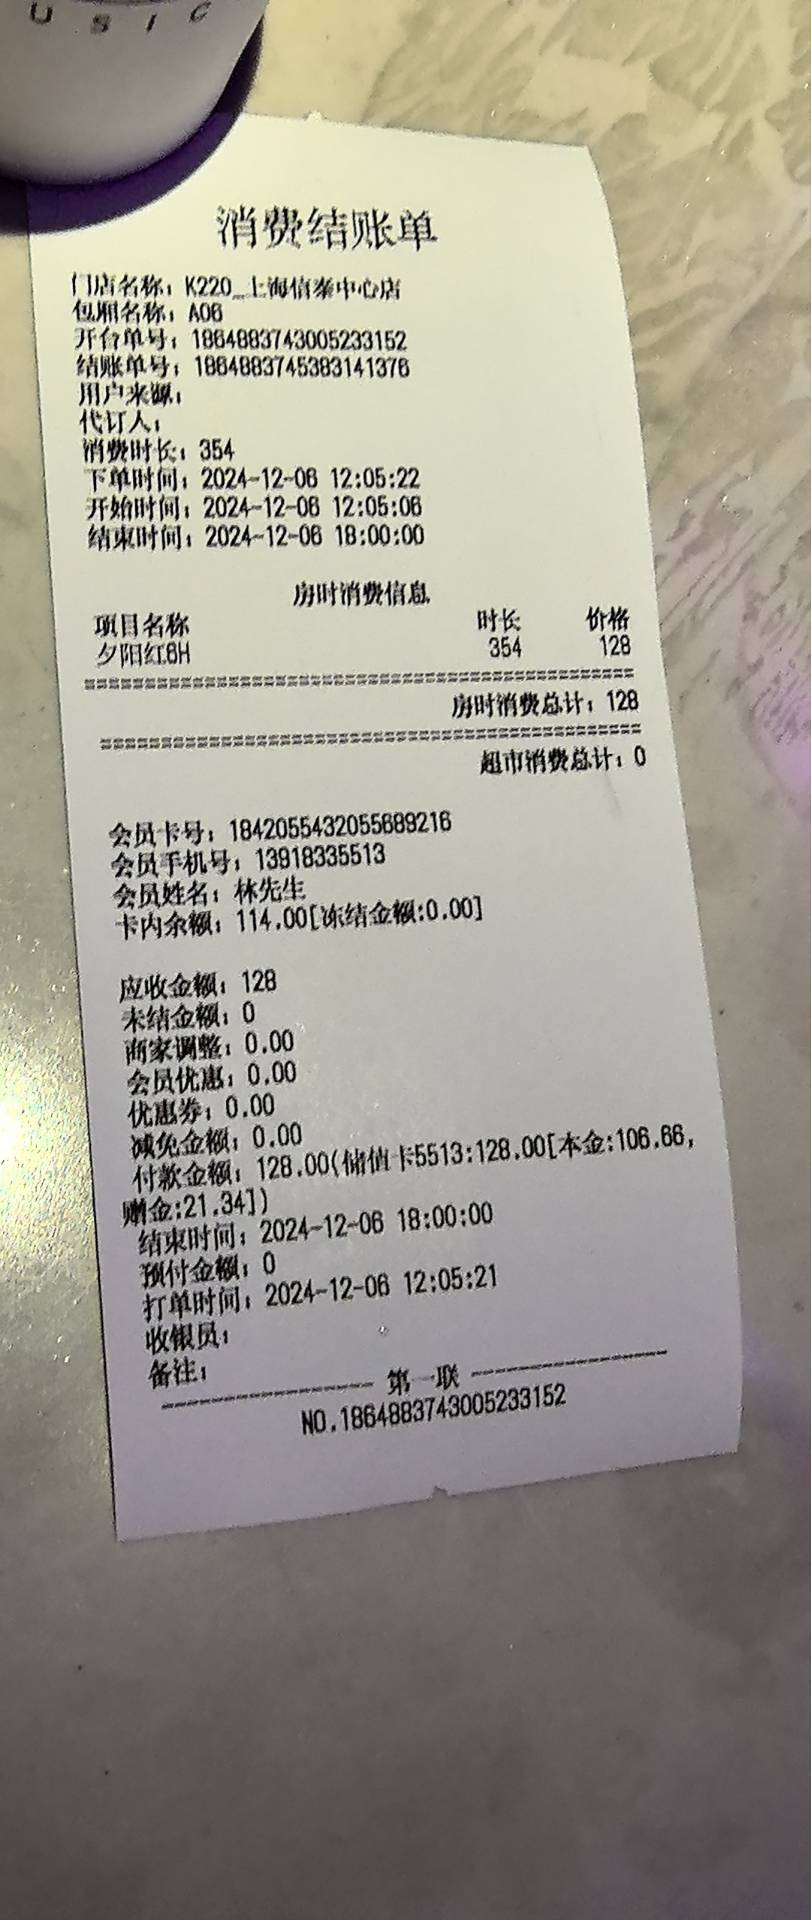 USIC
消费结账单
门店名称：K220_上海信泰中心店
包厢名称：A06
开台单号：1864883743005233152
结账单号：1864883745383141376
用户来源：
代订人：
消费时长：354
下单时间：2024-12-06 12:05:22
开始时间：2024-12-06 12:05:06
结束时间：2024-12-06 18:00:00
房时消费信息
项目名称 时长 价格
夕阳红6H 354 128
房时消费总计：128
超市消费总计：0
会员卡号：1842055432055689216
会员手机号：13918335513
会员姓名：林先生
卡内余额：114.00[冻结金额:0.00]
应收金额：128
未结金额：0
商家调整：0.00
会员优惠：0.00
优惠券：0.00
减免金额：0.00
付款金额：128.00(储值卡5513:128.00[本金:106.66,
赠金:21.34])
结束时间：2024-12-06 18:00:00
预付金额：0
打单时间：2024-12-06 12:05:21
收银员：
备注：
第一联
NO.1864883743005233152